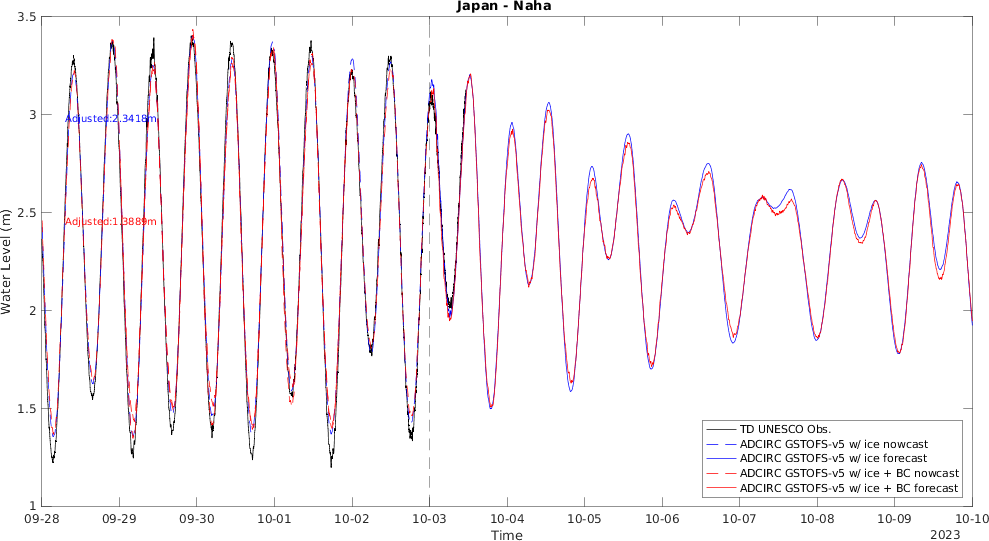 Japan - Naha
3.5
3
2.5
2
1.5
1
Water Level (m)
Adjusted:2.3418m
Adjusted:1.3889m
TD UNESCO Obs.
ADCIRC GSTOFS-v5 w/ ice nowcast
ADCIRC GSTOFS-v5 w/ ice forecast
ADCIRC GSTOFS-v5 w/ ice + BC nowcast
ADCIRC GSTOFS-v5 w/ ice + BC forecast
09-28 09-29 09-30 10-01 10-02 10-03 10-04 10-05 10-06 10-07 10-08 10-09 10-10
Time
2023